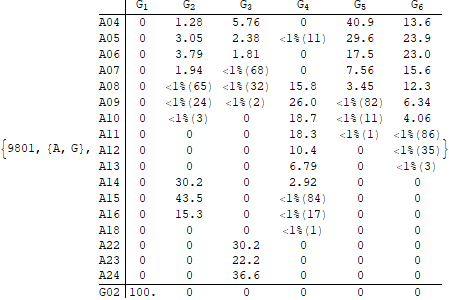 G1 G2 G3 G4 G5 G6
A04 0 1.28 5.76 0 40.9 13.6
A05 0 3.05 2.38 <1%(11) 29.6 23.9
A06 0 3.79 1.81 0 17.5 23.0
A07 0 1.94 <1%(68) 0 7.56 15.6
A08 0 <1%(65) <1%(32) 15.8 3.45 12.3
A09 0 <1%(24) <1%(2) 26.0 <1%(82) 6.34
A10 0 <1%(3) 0 18.7 <1%(11) 4.06
A11 0 0 0 18.3 <1%(1) <1%(86)
{9801, {A, G}, A12 0 0 0 10.4 0 <1%(35)}
A13 0 0 0 6.79 0 <1%(3)
A14 0 30.2 0 2.92 0 0
A15 0 43.5 0 <1%(84) 0 0
A16 0 15.3 0 <1%(17) 0 0
A18 0 0 0 <1%(1) 0 0
A22 0 0 30.2 0 0 0
A23 0 0 22.2 0 0 0
A24 0 0 36.6 0 0 0
G02 100. 0 0 0 0 0